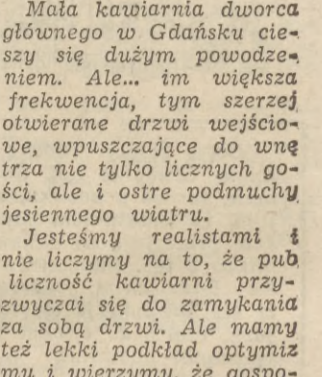 Mała kawiarnia dworca
głównego w Gdańsku cie-
szy się dużym powodze-
niem. Ale... im większa
frekwencja, tym szerzej
otwierane drzwi wejścio-
we, wpuszczające do wnę
trza nie tylko licznych go-
ści, ale i ostre podmuchy
jesiennego wiatru.
Jesteśmy realistami i
nie liczymy na to, że pub
liczność kawiarni przy-
zwyczai się do zamykania
za sobą drzwi. Ale mamy
też lekki podkład optymiz
mu i wierzymy, że gospo-